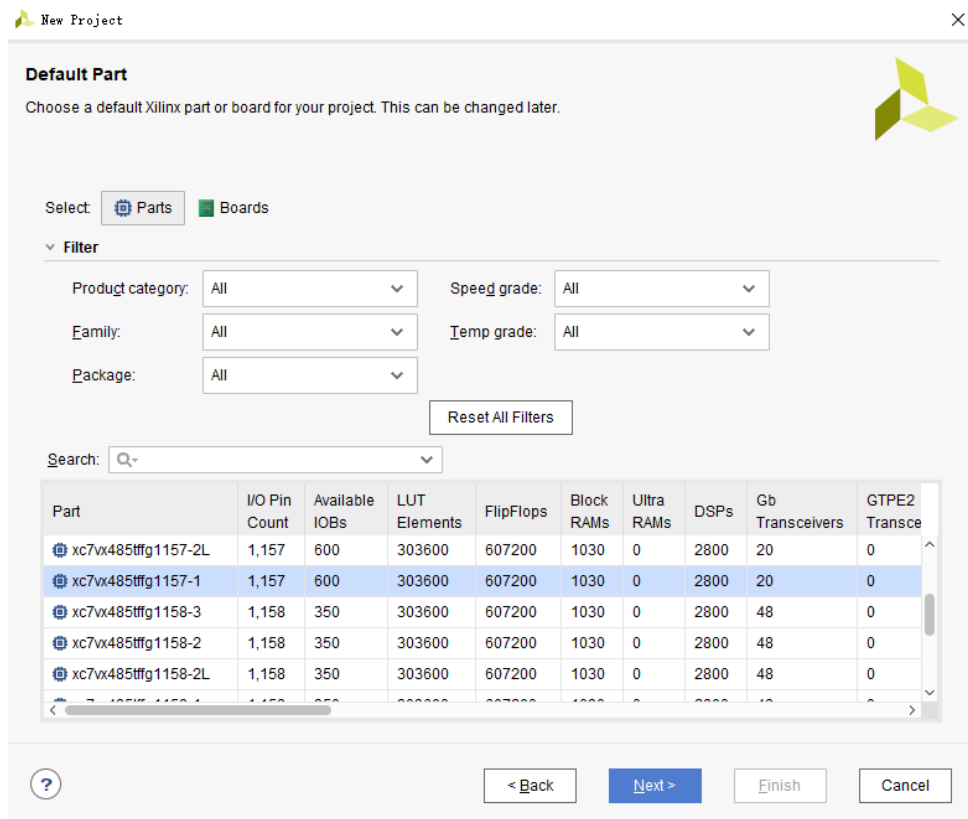 New Project
Default Part
Choose a default Xilinx part or board for your project. This can be changed later.
Select: Parts Boards
Filter
Product category: All Speed grade: All
Family: All Temp grade: All
Package: All
Reset All Filters
Search:
Part I/O Pin Count Available IOBs LUT Elements FlipFlops Block RAMs Ultra RAMs DSPs Gb Transceivers GTPE2 Transce
xc7vx485tffg1157-2L 1,157 600 303600 607200 1030 0 2800 20 0
xc7vx485tffg1157-1 1,157 600 303600 607200 1030 0 2800 20 0
xc7vx485tffg1158-3 1,158 350 303600 607200 1030 0 2800 48 0
xc7vx485tffg1158-2 1,158 350 303600 607200 1030 0 2800 48 0
xc7vx485tffg1158-2L 1,158 350 303600 607200 1030 0 2800 48 0
? < Back Next > Finish Cancel